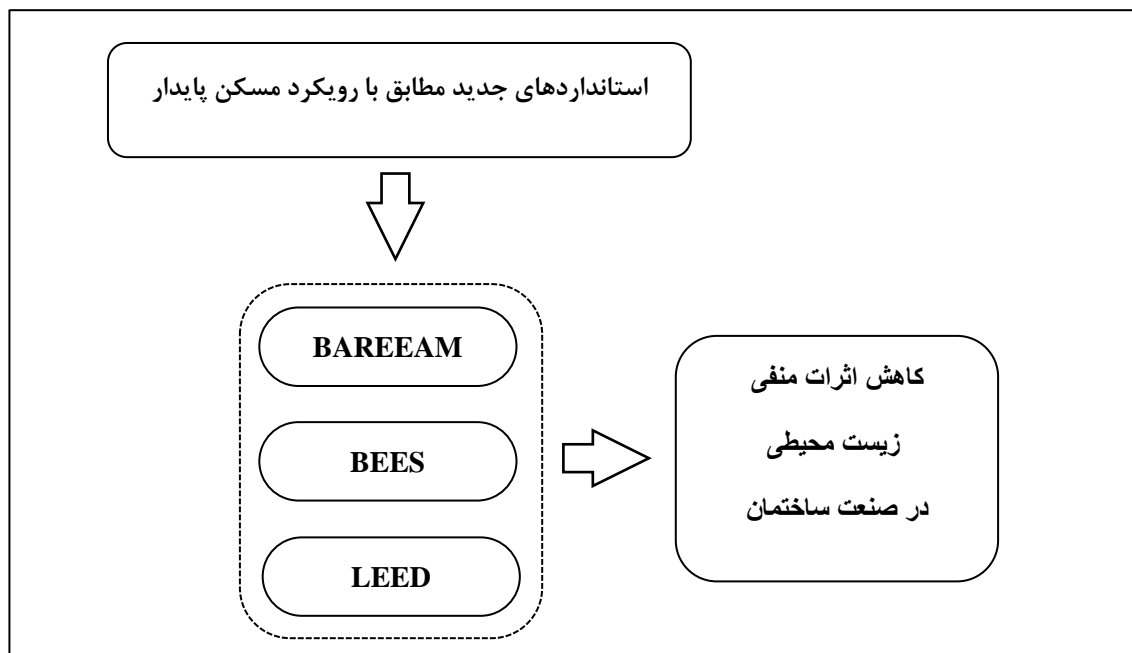 استانداردهای جدید مطابق با رویکرد مسکن پایدار
BAREEAM
BEES
LEED
کاهش اثرات منفی
زیست محیطی
در صنعت ساختمان